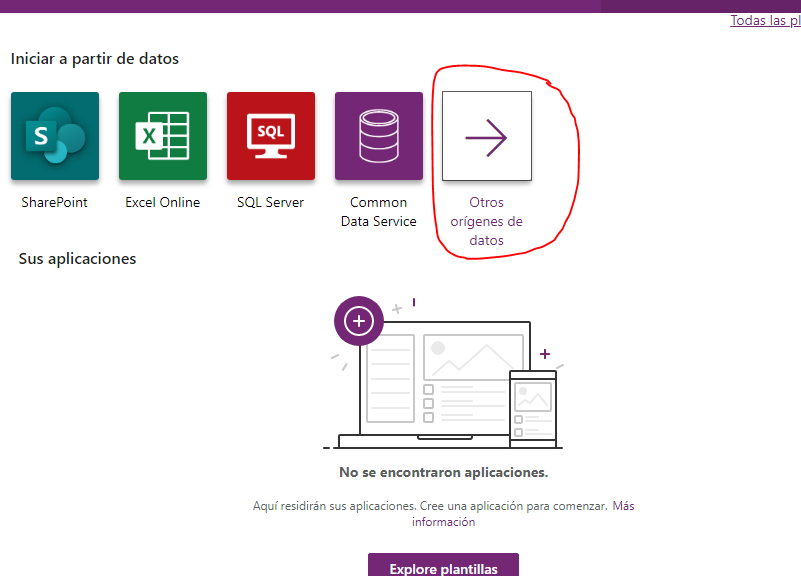 Todas las pl
Iniciar a partir de datos
S
X
SQL
SharePoint
Excel Online
SQL Server
Common
Data Service
Otros
orígenes de
datos
Sus aplicaciones
No se encontraron aplicaciones.
Aquí residirán sus aplicaciones. Cree una aplicación para comenzar. Más
información
Explore plantillas